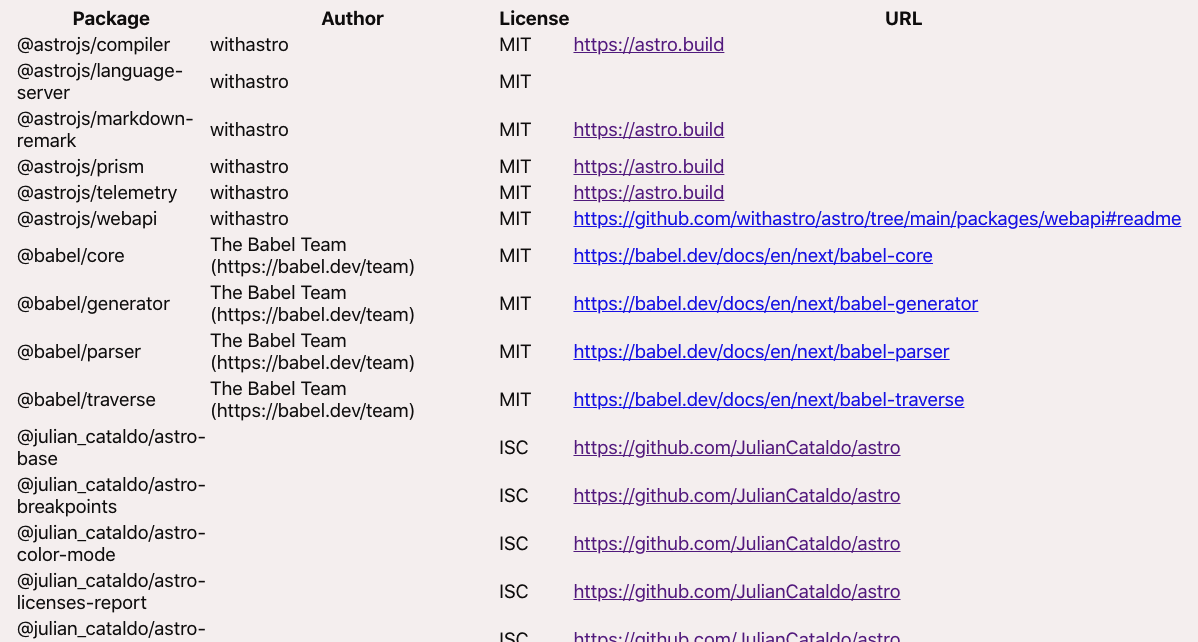 Package Author License URL
@astrojs/compiler withastro MIT https://astro.build
@astrojs/language-
server withastro MIT
@astrojs/markdown-
remark withastro MIT https://astro.build
@astrojs/prism withastro MIT https://astro.build
@astrojs/telemetry withastro MIT https://astro.build
@astrojs/webapi withastro MIT https://github.com/withastro/astro/tree/main/packages/webapi#readme
@babel/core The Babel Team
(https://babel.dev/team) MIT https://babel.dev/docs/en/next/babel-core
@babel/generator The Babel Team
(https://babel.dev/team) MIT https://babel.dev/docs/en/next/babel-generator
@babel/parser The Babel Team
(https://babel.dev/team) MIT https://babel.dev/docs/en/next/babel-parser
@babel/traverse The Babel Team
(https://babel.dev/team) MIT https://babel.dev/docs/en/next/babel-traverse
@julian_cataldo/astro-
base ISC https://github.com/JulianCataldo/astro
@julian_cataldo/astro-
breakpoints ISC https://github.com/JulianCataldo/astro
@julian_cataldo/astro-
color-mode ISC https://github.com/JulianCataldo/astro
@julian_cataldo/astro-
licenses-report ISC https://github.com/JulianCataldo/astro
@julian_cataldo/astro-
ISC https://github.com/JulianCataldo/astro